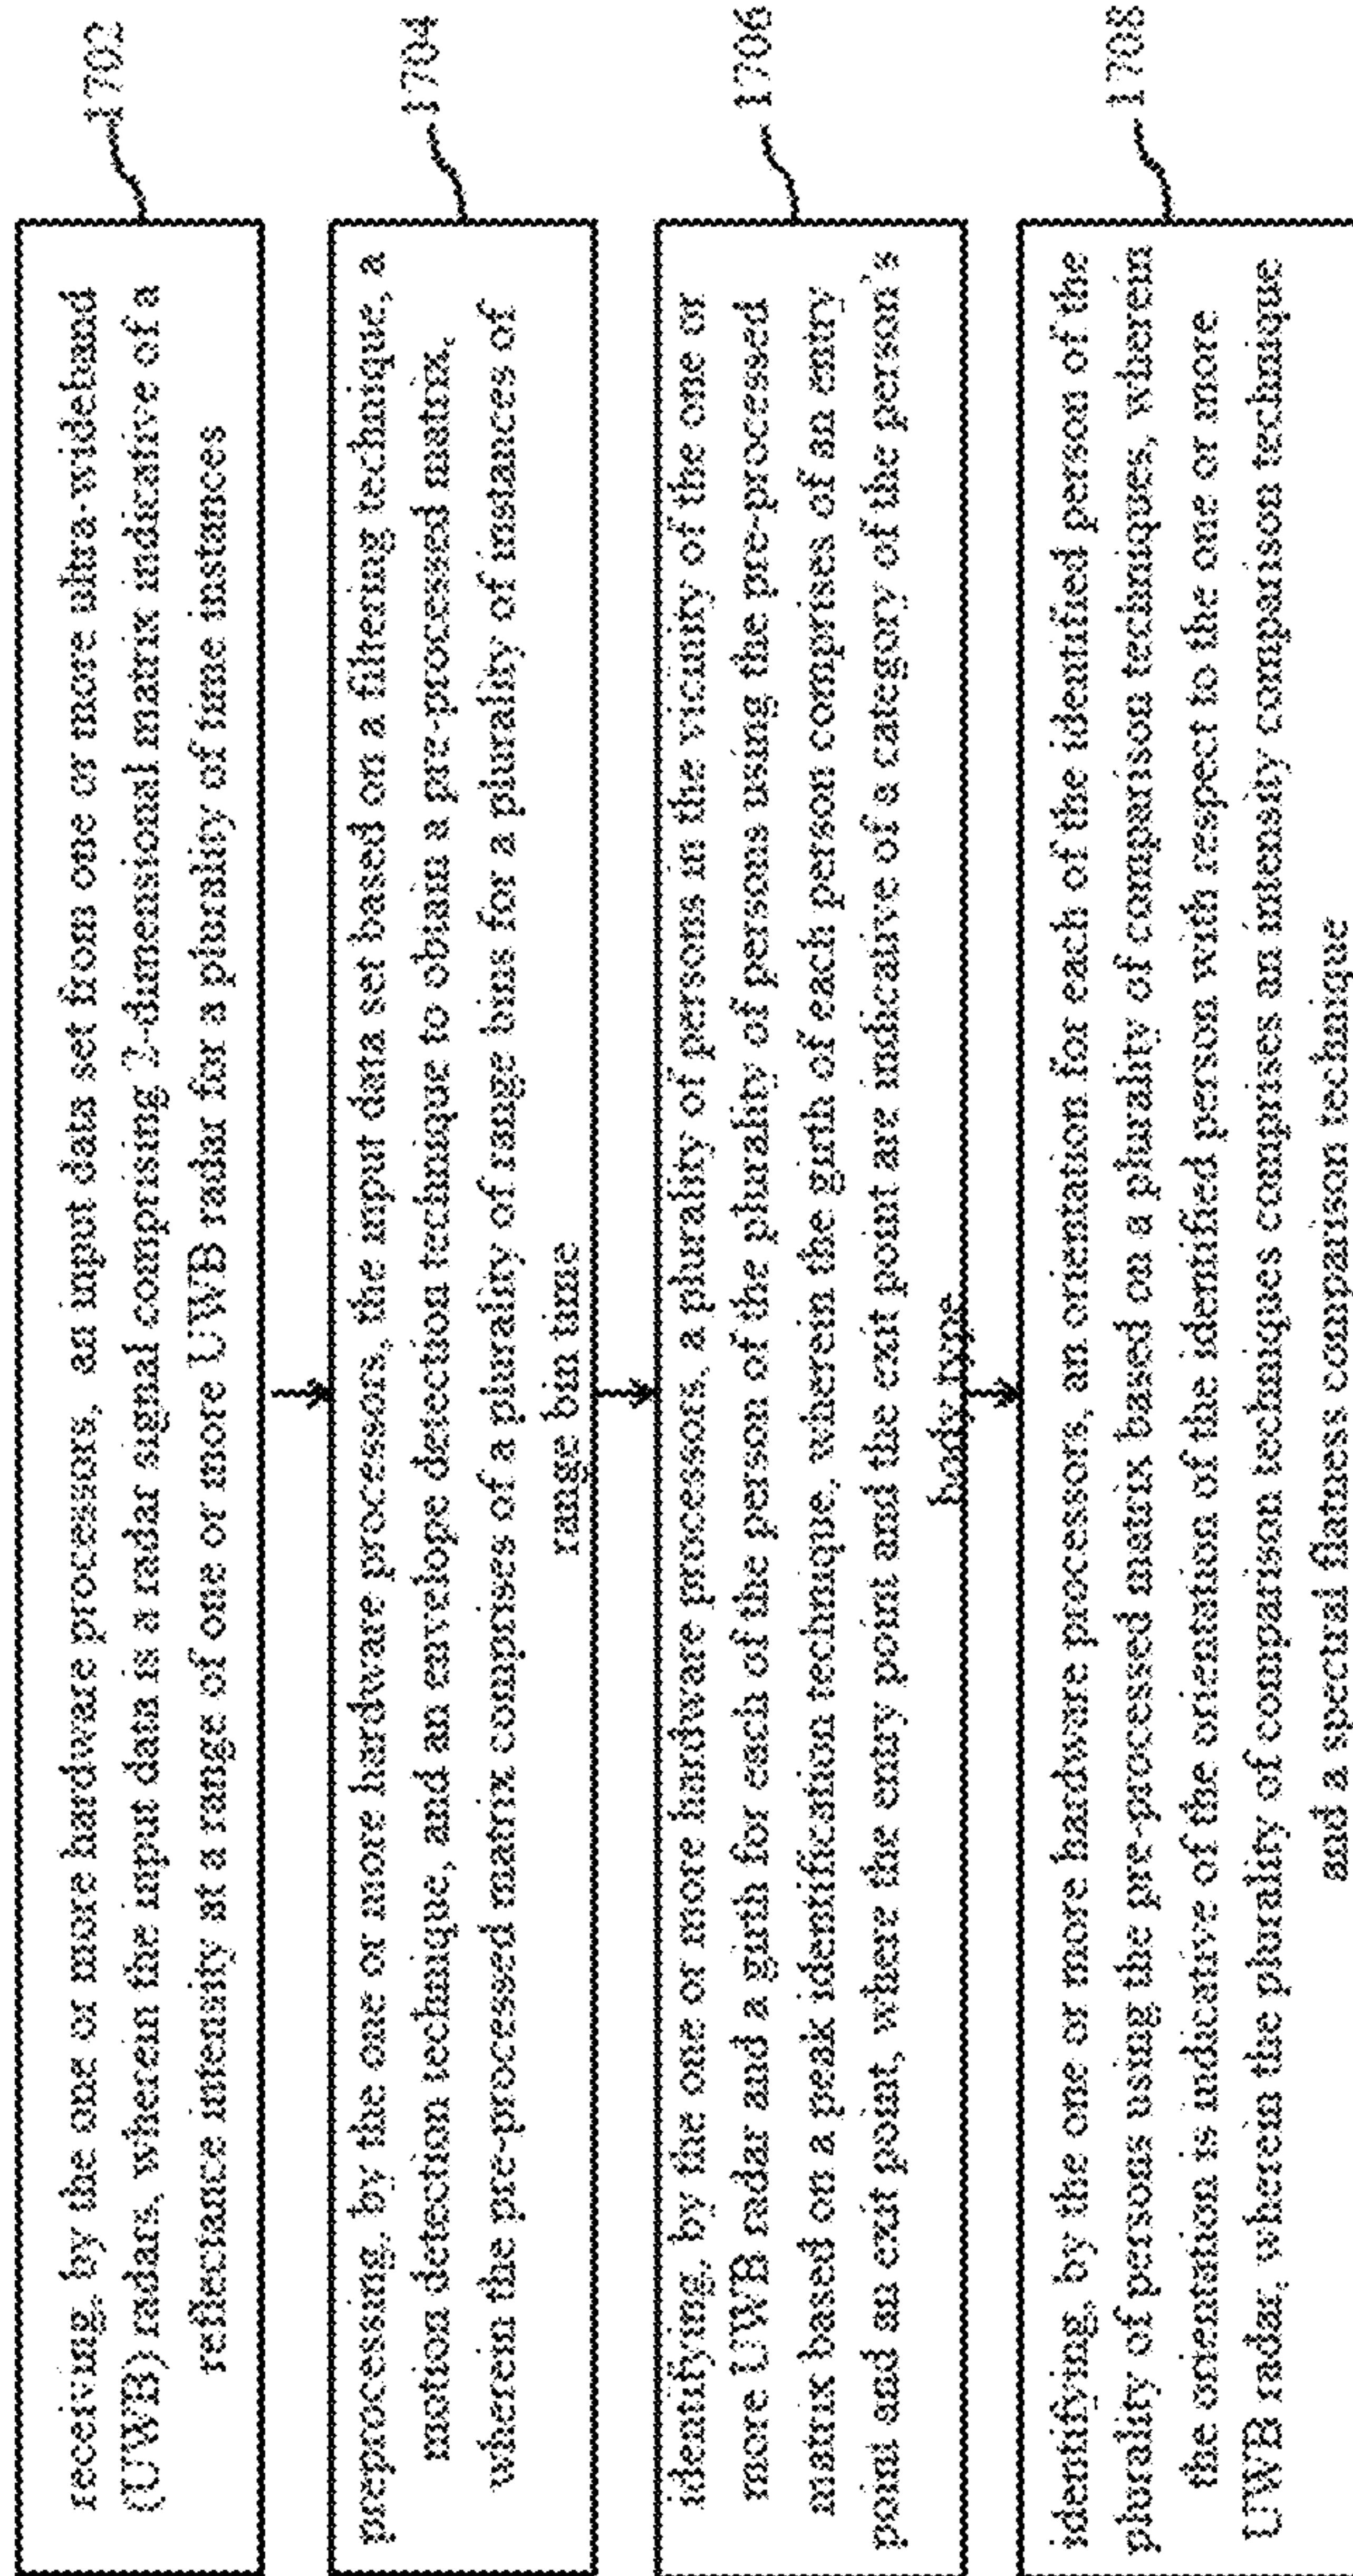 receiving, by the one or more hardware processors, an input data set from one or more ultra-wideband
(UWB) radars, wherein the input data is a radar signal comprising 2-dimensional matrix indicative of a
reflectance intensity at a range of one or more UWB radar for a plurality of time instances
1702
preprocessing, by the one or more hardware processors, the input data set based on a filtering technique, a
motion detection technique, and an envelope detection technique to obtain a pre-processed matrix,
wherein the pre-processed matrix comprises of a plurality of range bins for a plurality of instances of
range bin time
1704
identifying, by the one or more hardware processors, a plurality of persons in the vicinity of the one or
more UWB radar and a girth for each of the person of the plurality of persons using the pre-processed
matrix based on a peak identification technique, wherein the girth of each person comprises of an entry
point and an exit point, where the entry point and the exit point are indicative of a category of the person's
body type
1706
identifying, by the one or more hardware processors, an orientation for each of the identified person of the
plurality of persons using the pre-processed matrix based on a plurality of comparison techniques, wherein
the orientation is indicative of the orientation of the identified person with respect to the one or more
UWB radar, wherein the plurality of comparison techniques comprises an intensity comparison technique
and a spectral flatness comparison technique
1708